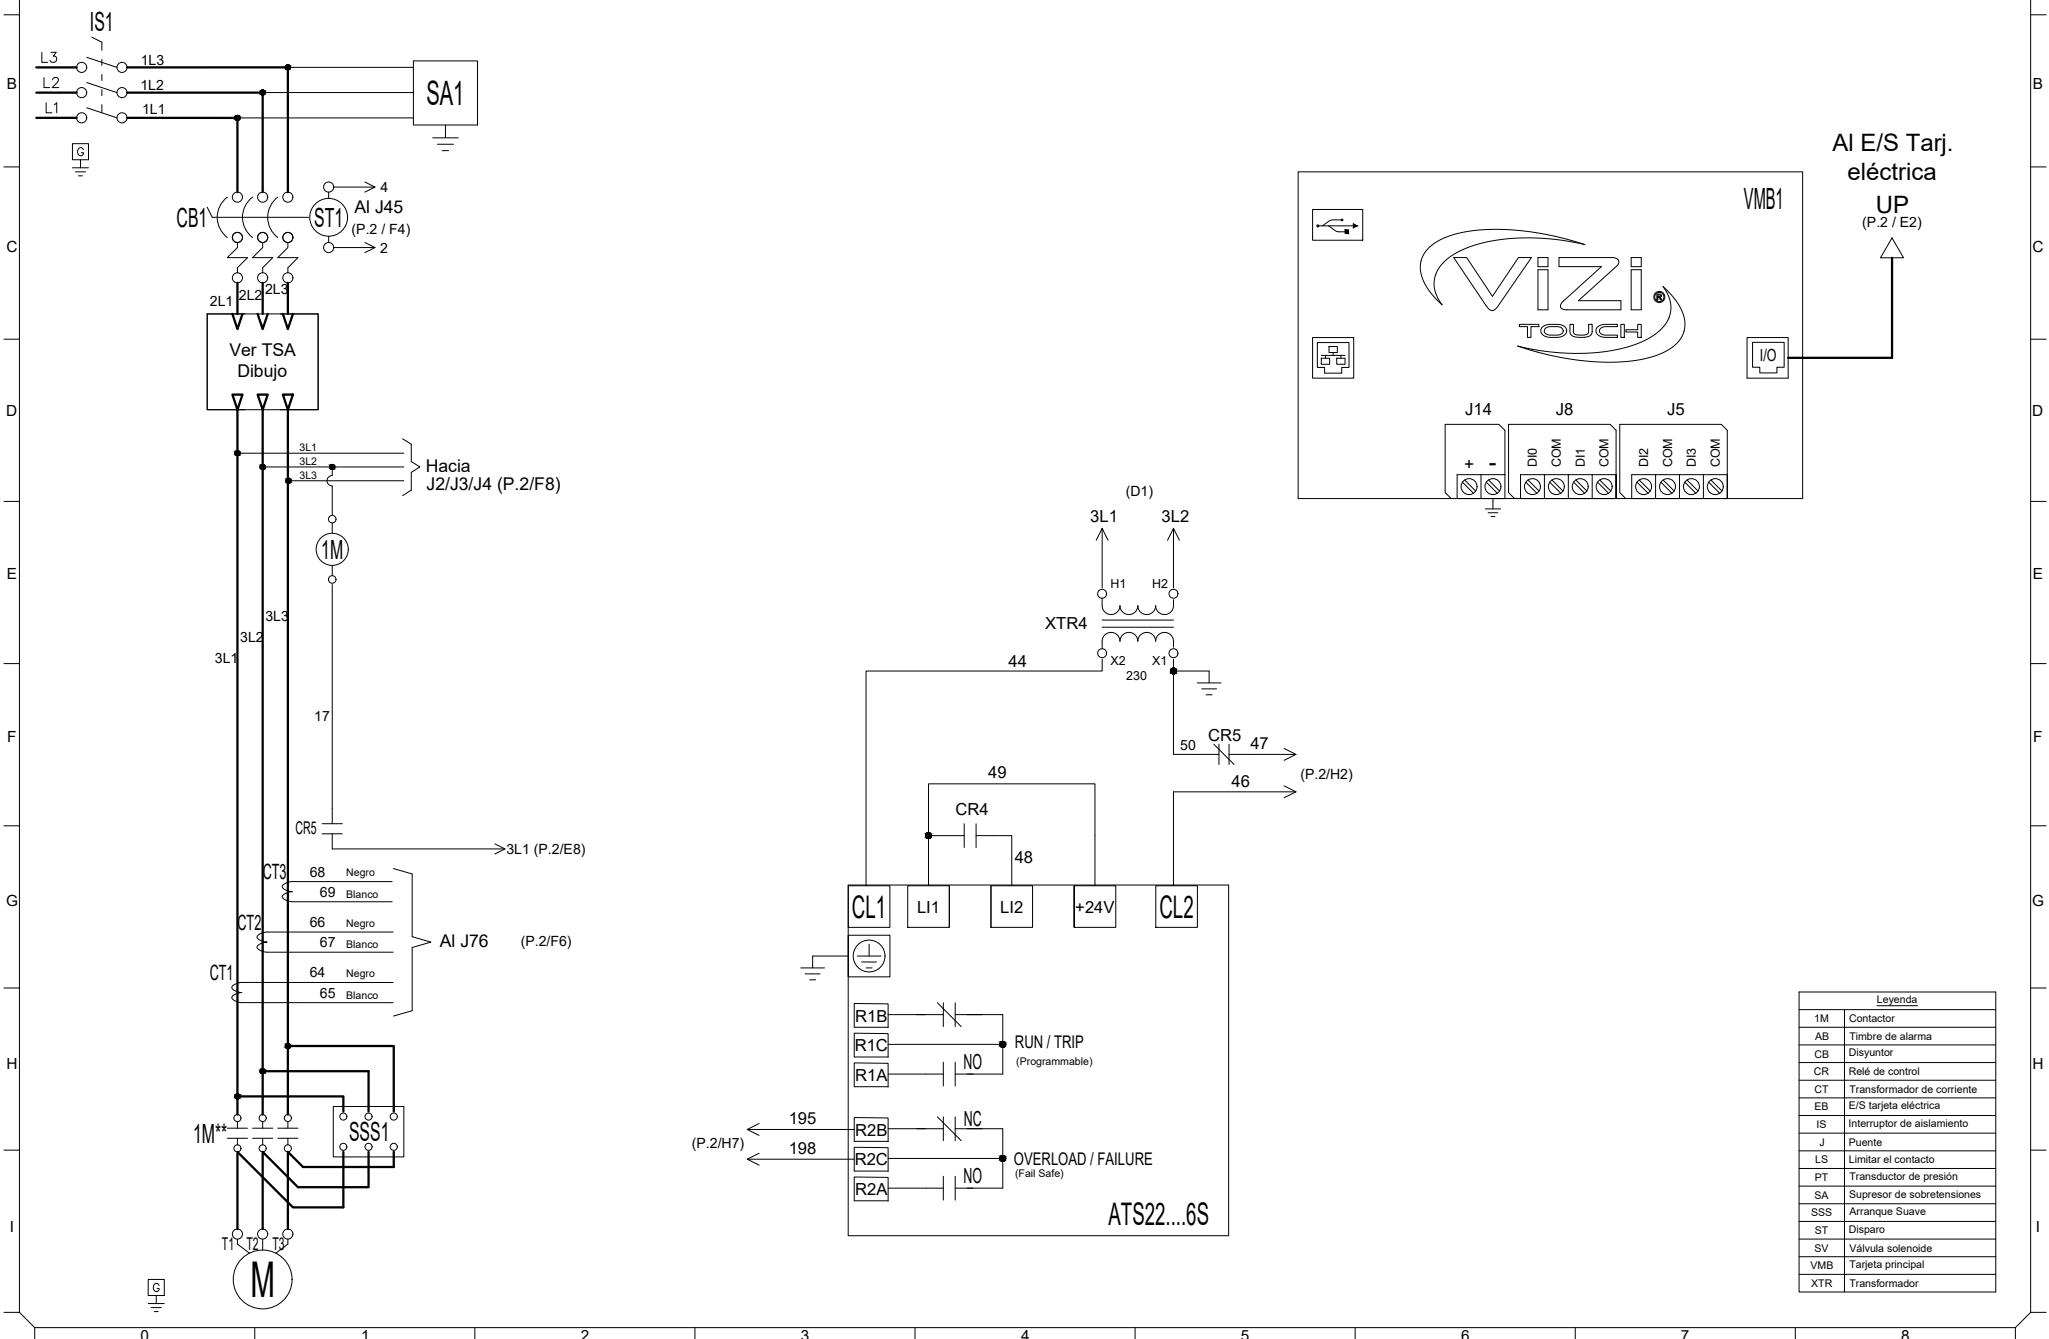 IS1
L3
1L3
B
L2
1L2
SA1
B
L1
1L1
G
Al E/S Tarj.
eléctrica
UP
(P.2 / E2)
VMB1
4
CB1
ST1
Al J45
(P.2 / F4)
2
C
C
ViZi
®
TOUCH
2L1
2L2
2L3
Ver TSA
Dibujo
I/O
D
D
J14
J8
J5
+
-
DI0
COM
DI1
COM
DI2
COM
DI3
COM
3L1
3L2
3L3
Hacia
J2/J3/J4 (P.2/F8)
(D1)
3L1
3L2
1M
E
E
H1
H2
XTR4
X2
X1
230
3L3
3L2
3L1
44
17
F
F
50
CR5
47
(P.2/H2)
46
49
CR4
48
CR5
3L1 (P.2/E8)
CT3
68
Negro
69
Blanco
G
G
CT2
66
Negro
67
Blanco
Al J76
(P.2/F6)
CT1
64
Negro
65
Blanco
CL1
LI1
LI2
+24V
CL2
R1B
R1C
RUN / TRIP
(Programmable)
R1A
NO
H
H
1M**
SSS1
195
R2B
NC
(P.2/H7)
198
R2C
OVERLOAD / FAILURE
(Fail Safe)
R2A
NO
ATS22....6S
I
I
T1
T2
T3
M
G
Leyenda
1M Contactor
AB Timbre de alarma
CB Disyuntor
CR Relé de control
CT Transformador de corriente
EB E/S tarjeta eléctrica
IS Interruptor de aislamiento
J Puente
LS Limitar el contacto
PT Transductor de presión
SA Supresor de sobretensiones
SSS Arranque Suave
ST Disparo
SV Válvula solenoide
VMB Tarjeta principal
XTR Transformador
0
1
2
3
4
5
6
7
8